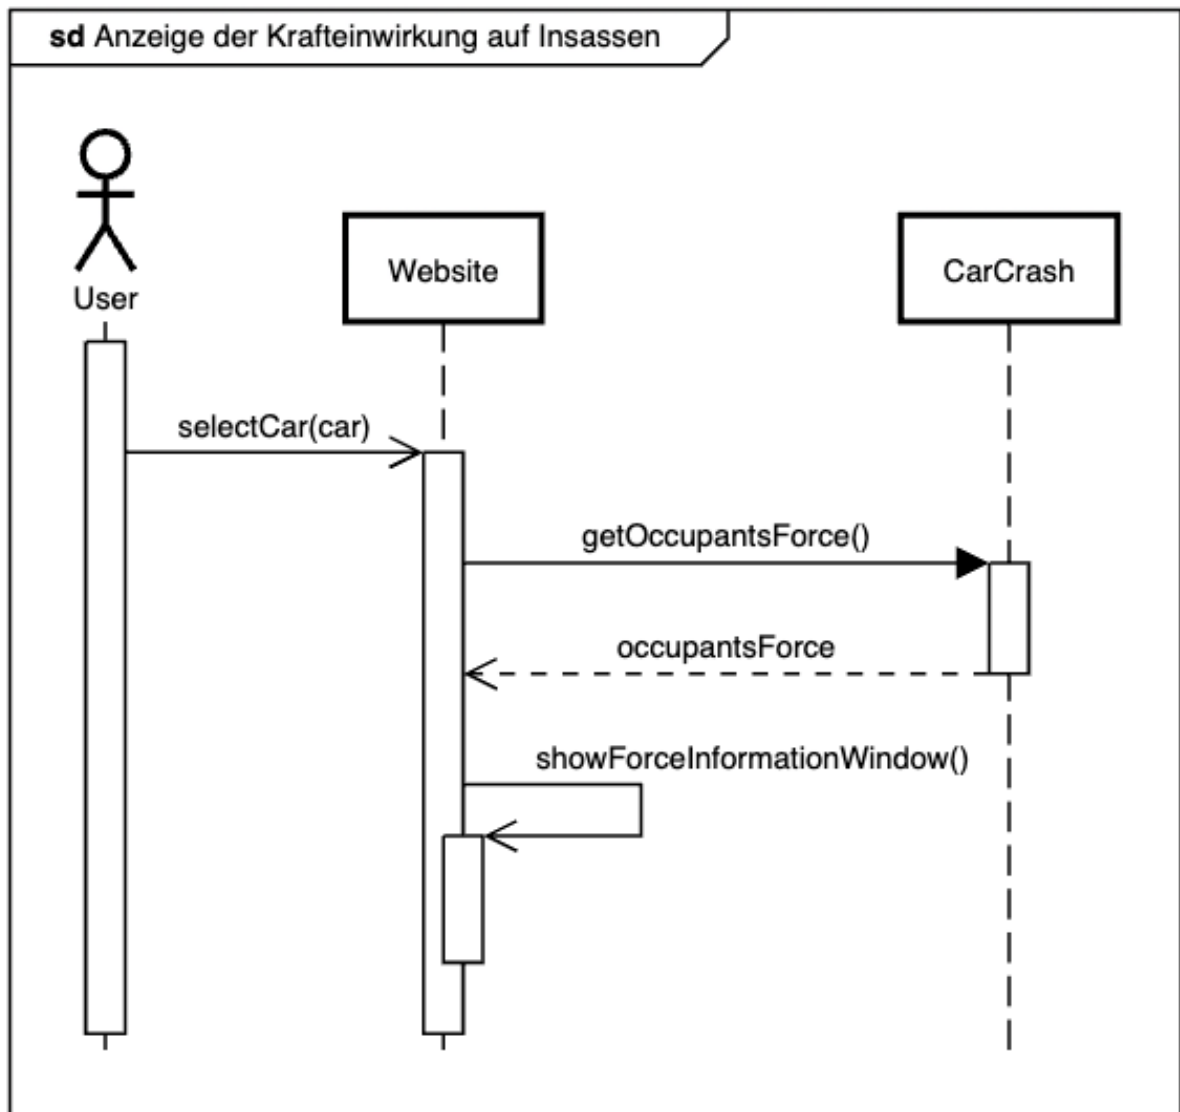 sd Anzeige der Krafteinwirkung auf Insassen
User
Website
CarCrash
selectCar(car)
getOccupantsForce()
occupantsForce
showForceInformationWindow()